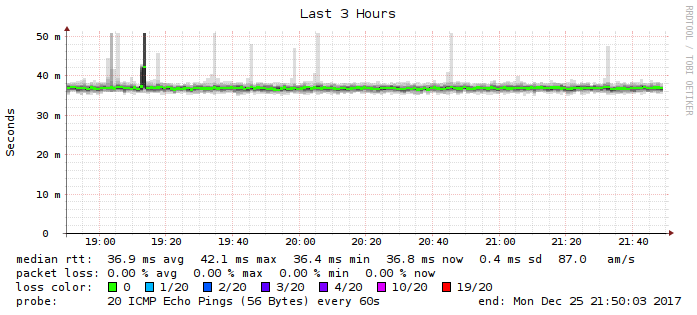 Last 3 Hours
50 m
40 m
30 m
20 m
10 m
0
Seconds
19:00 19:20 19:40 20:00 20:20 20:40 21:00 21:20 21:40
RRDTOOL / TOBI OETIKER
median rtt: 36.9 ms avg 42.1 ms max 36.4 ms min 36.8 ms now 0.4 ms sd 87.0 am/s
packet loss: 0.00 % avg 0.00 % max 0.00 % min 0.00 % now
loss color: 0 1/20 2/20 3/20 4/20 10/20 19/20
probe: 20 ICMP Echo Pings (56 Bytes) every 60s end: Mon Dec 25 21:50:03 2017